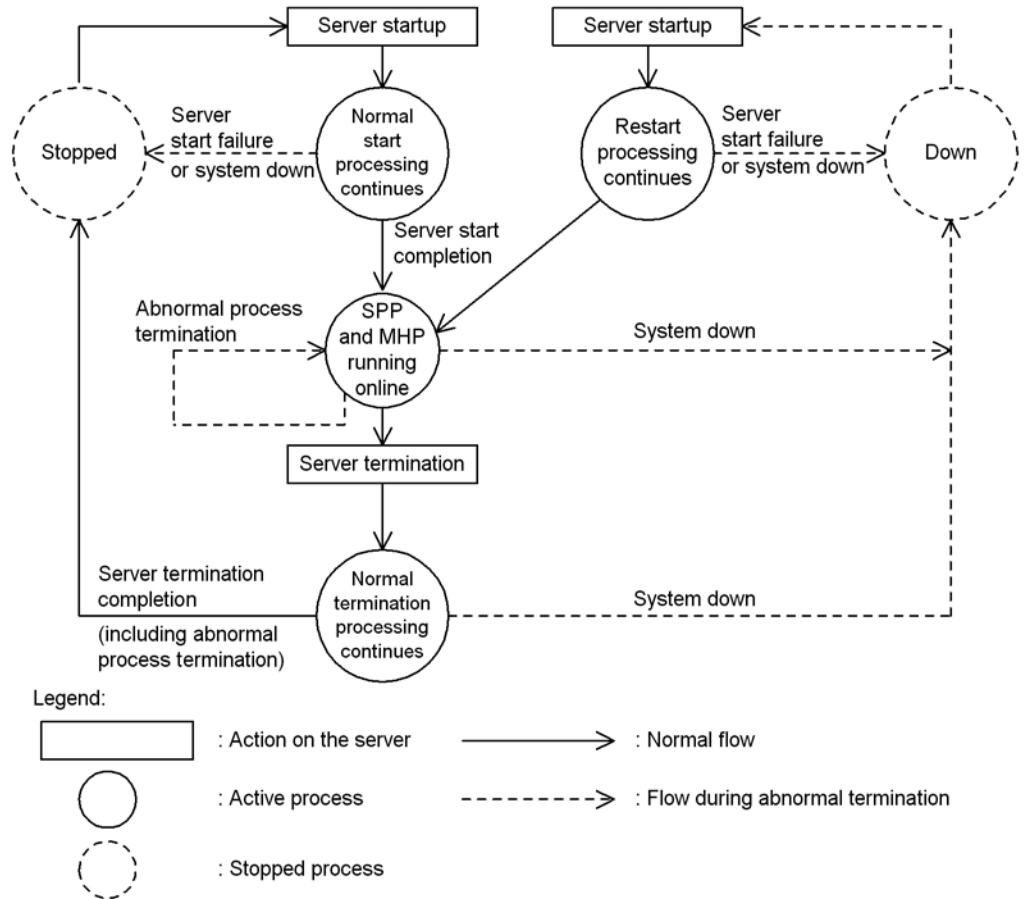 Server startup
Server startup
Stopped
Server
start failure
or system down
Normal
start
processing
continues
Restart
processing
continues
Server
start failure
or system down
Down
Server start
completion
Abnormal process
termination
SPP
and MHP
running
online
System down
Server termination
Server termination
completion
(including abnormal
process termination)
Normal
termination
processing
continues
System down
Legend:
: Action on the server
: Normal flow
: Active process
: Flow during abnormal termination
: Stopped process